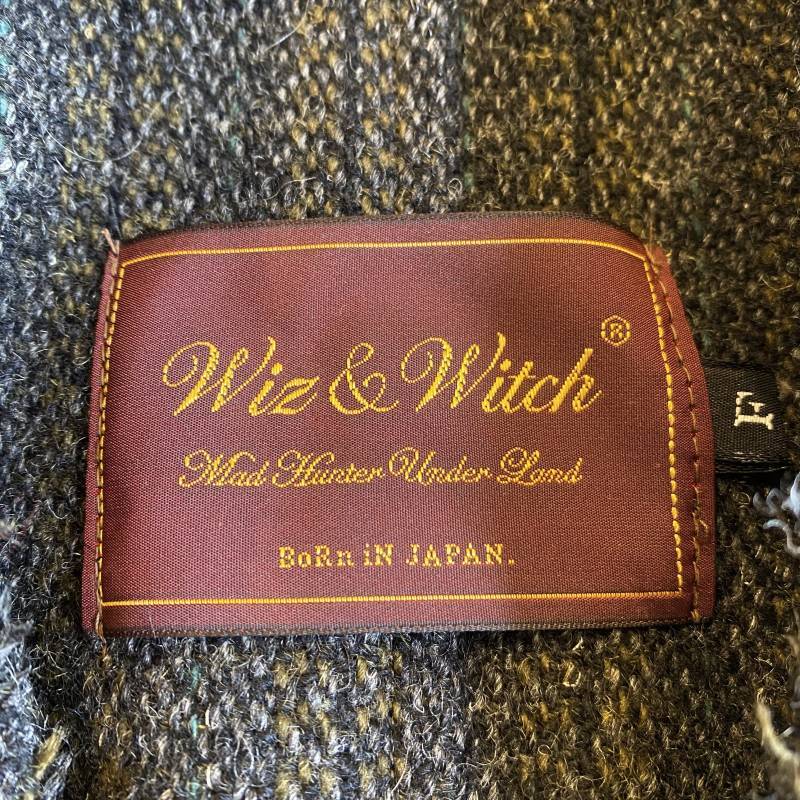 Wiz & Witch®
Mad Hunter Under Land
BoRn iN JAPAN.
F